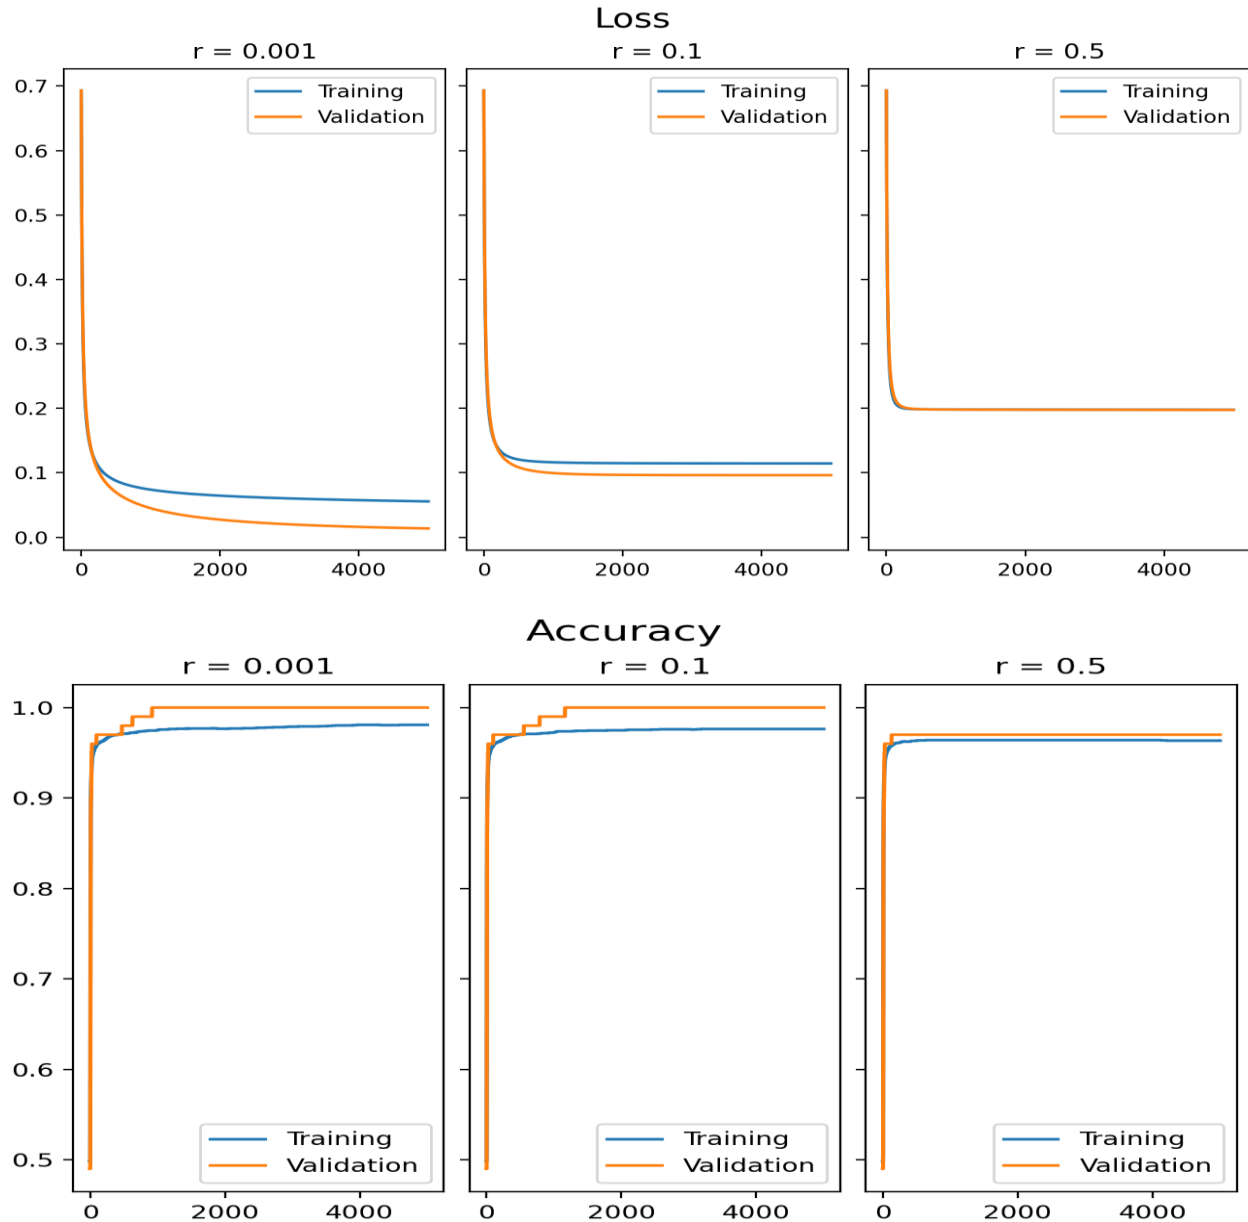 Loss
r = 0.001 r = 0.1 r = 0.5
Training Training Training
Validation Validation Validation
0.7
0.6
0.5
0.4
0.3
0.2
0.1
0.0
0 2000 4000 0 2000 4000 0 2000 4000
Accuracy
r = 0.001 r = 0.1 r = 0.5
1.0
0.9
0.8
0.7
0.6
0.5
Training Training Training
Validation Validation Validation
0 2000 4000 0 2000 4000 0 2000 4000